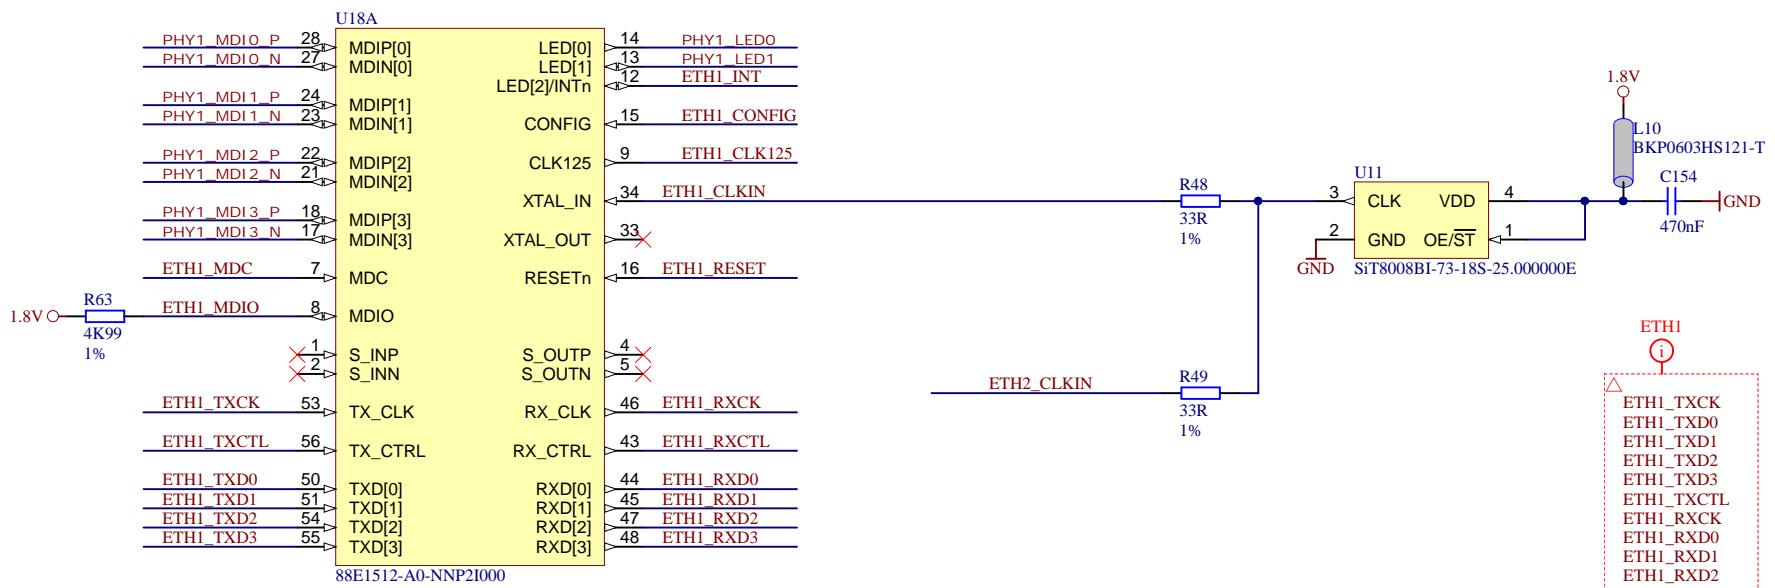 U18A
PHY1_MDI0_P 28 MDIP[0] LED[0] 14 PHY1_LED0
PHY1_MDI0_N 27 MDIN[0] LED[1] 13 PHY1_LED1
LED[2]/INTn 12 ETH1_INT
PHY1_MDI1_P 24 MDIP[1]
PHY1_MDI1_N 23 MDIN[1] CONFIG 15 ETH1_CONFIG
PHY1_MDI2_P 22 MDIP[2] CLK125 9 ETH1_CLK125
PHY1_MDI2_N 21 MDIN[2]
XTAL_IN 34 ETH1_CLKIN
PHY1_MDI3_P 18 MDIP[3]
PHY1_MDI3_N 17 MDIN[3] XTAL_OUT 33
ETH1_MDC 7 MDC RESETn 16 ETH1_RESET
1.8V R63 ETH1_MDIO 8 MDIO
4K99
1%
1 S_INP S_OUTP 4
2 S_INN S_OUTN 5
ETH1_TXCK 53 TX_CLK RX_CLK 46 ETH1_RXCK
ETH1_TXCTL 56 TX_CTRL RX_CTRL 43 ETH1_RXCTL
ETH1_TXD0 50 TXD[0] RXD[0] 44 ETH1_RXD0
ETH1_TXD1 51 TXD[1] RXD[1] 45 ETH1_RXD1
ETH1_TXD2 54 TXD[2] RXD[2] 47 ETH1_RXD2
ETH1_TXD3 55 TXD[3] RXD[3] 48 ETH1_RXD3
88E1512-A0-NNP2I000
R48
33R
1%
ETH2_CLKIN R49
33R
1%
1.8V
L10
BKP0603HS121-T
U11
3 CLK VDD 4
2 GND OE/ST 1
GND
SiT8008BI-73-18S-25.000000E
C154
GND
470nF
ETH1
i
ETH1_TXCK
ETH1_TXD0
ETH1_TXD1
ETH1_TXD2
ETH1_TXD3
ETH1_TXCTL
ETH1_RXCK
ETH1_RXD0
ETH1_RXD1
ETH1_RXD2